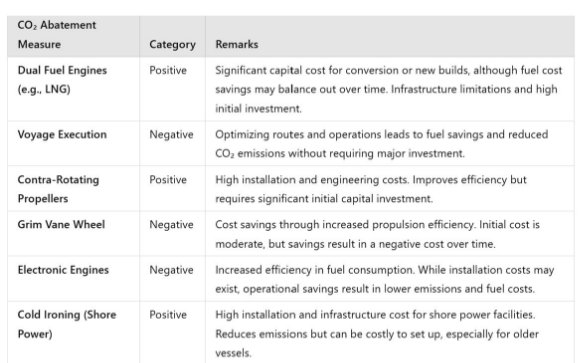 CO₂ Abatement
Measure Category Remarks
Dual Fuel Engines Positive Significant capital cost for conversion or new builds, although fuel cost
(e.g., LNG) savings may balance out over time. Infrastructure limitations and high
initial investment.
Voyage Execution Negative Optimizing routes and operations leads to fuel savings and reduced
CO₂ emissions without requiring major investment.
Contra-Rotating Positive High installation and engineering costs. Improves efficiency but
Propellers requires significant initial capital investment.
Grim Vane Wheel Negative Cost savings through increased propulsion efficiency. Initial cost is
moderate, but savings result in a negative cost over time.
Electronic Engines Negative Increased efficiency in fuel consumption. While installation costs may
exist, operational savings result in lower emissions and fuel costs.
Cold Ironing (Shore Positive High installation and infrastructure cost for shore power facilities.
Power) Reduces emissions but can be costly to set up, especially for older
vessels.